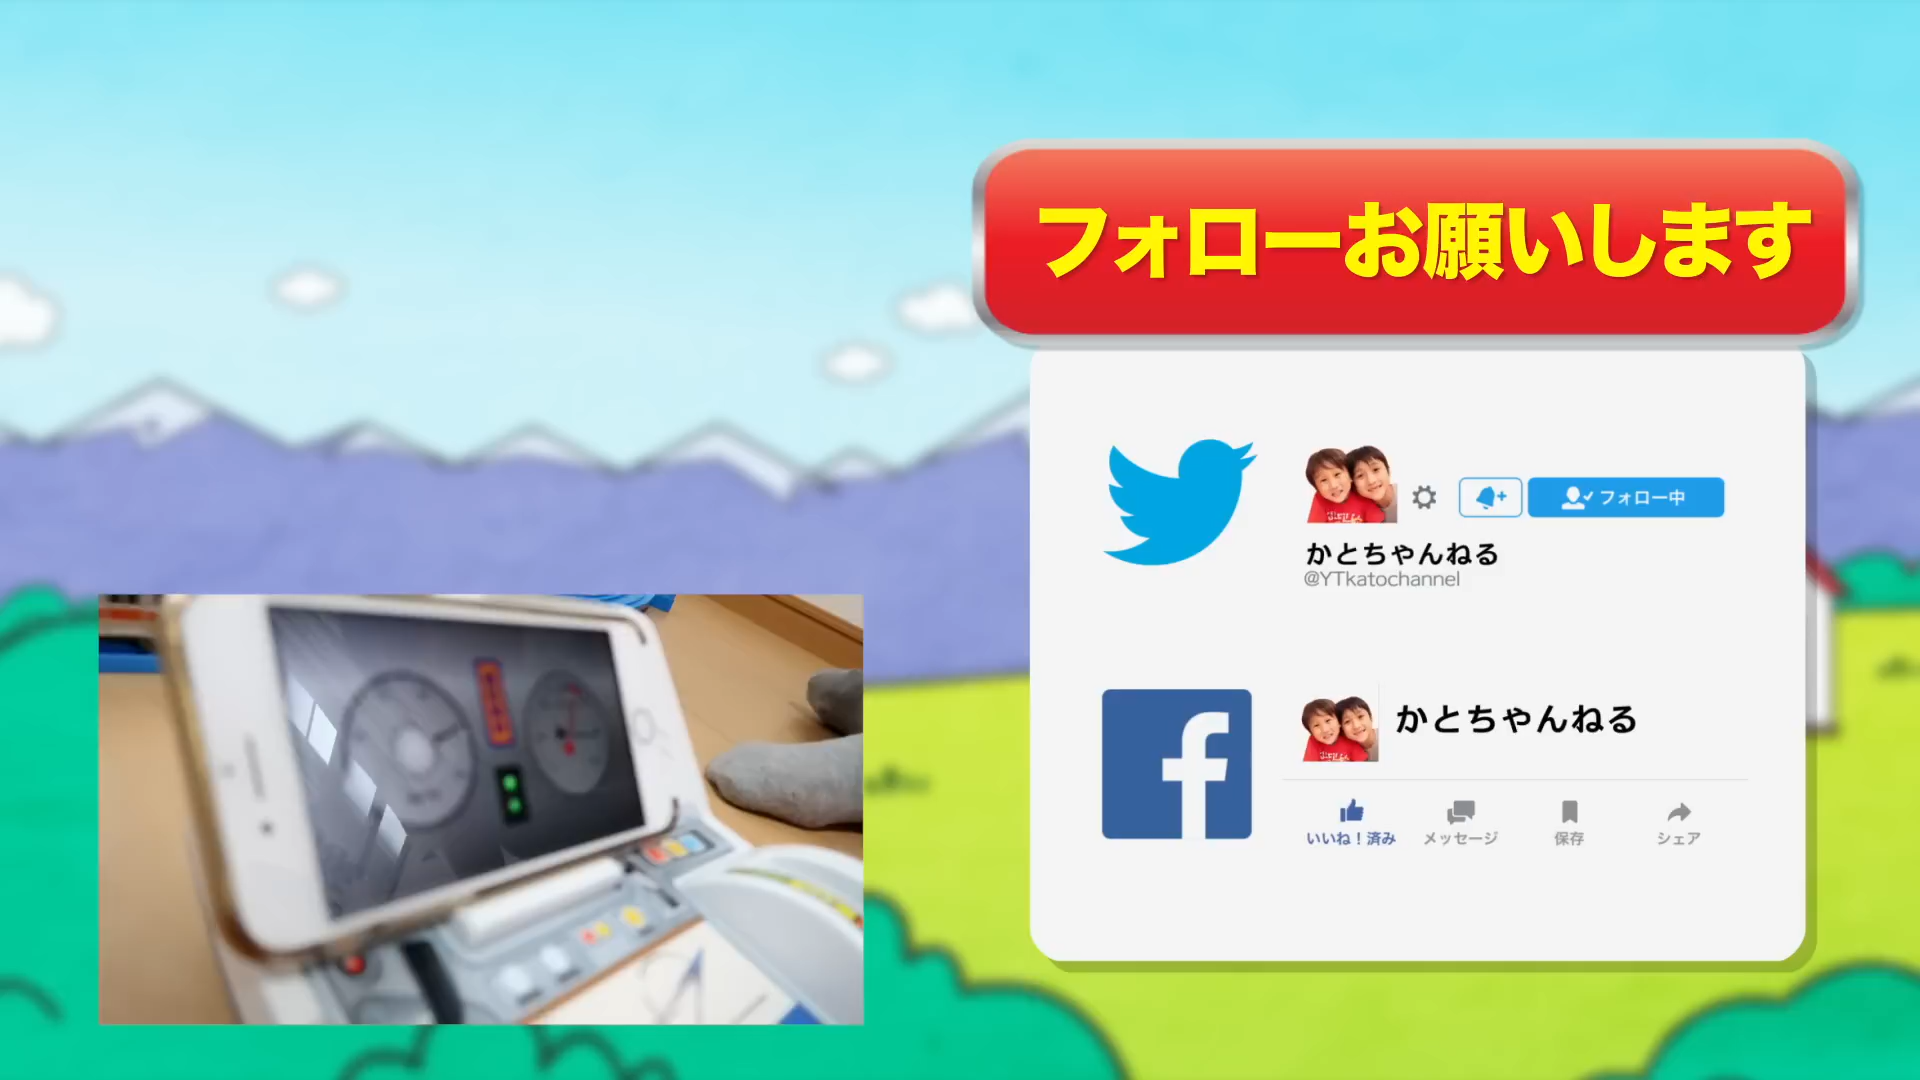 フォローお願いします
フォロー中
かとちゃんねる
@YTkatochannel
かとちゃんねる
いいね！済み
メッセージ
保存
シェア